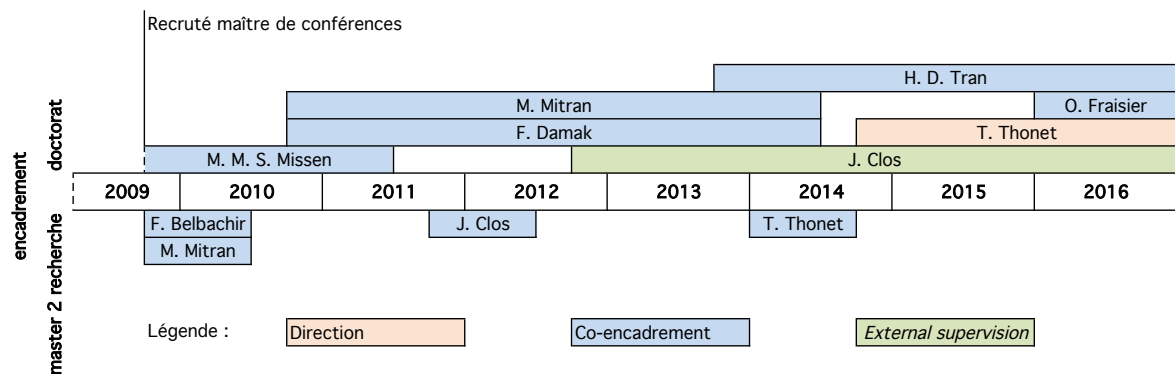 Recruté maître de conférences
H. D. Tran
M. Mitran
O. Fraisier
F. Damak
T. Thonet
M. M. S. Missen
J. Clos
doctorat
encadrement
2009 2010 2011 2012 2013 2014 2015 2016
F. Belbachir
J. Clos
T. Thonet
M. Mitran
master 2 recherche
Légende :
Direction
Co-encadrement
External supervision